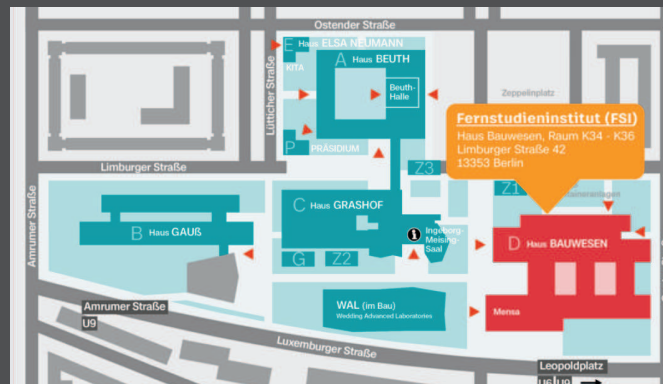 Ostender Straße
E Haus ELSA NEUMANN
KITA
A Haus BEUTH
Beuth-
Halle
Lütticher Straße
Zeppelinplatz
Fernstudieninstitut (FSI)
Haus Bauwesen, Raum K34 - K36
Limburger Straße 42
13353 Berlin
P PRÄSIDIUM
Limburger Straße
Z3
Z1
Amrumer Straße
B Haus GAUß
C Haus GRASHOF
i
Ingeborg-
Meising-
Saal
D Haus BAUWESEN
G Z2
WAL (im Bau)
Wedding Advanced Laboratories
Mensa
Amrumer Straße
U9
Luxemburger Straße
Leopoldplatz
U6 U9